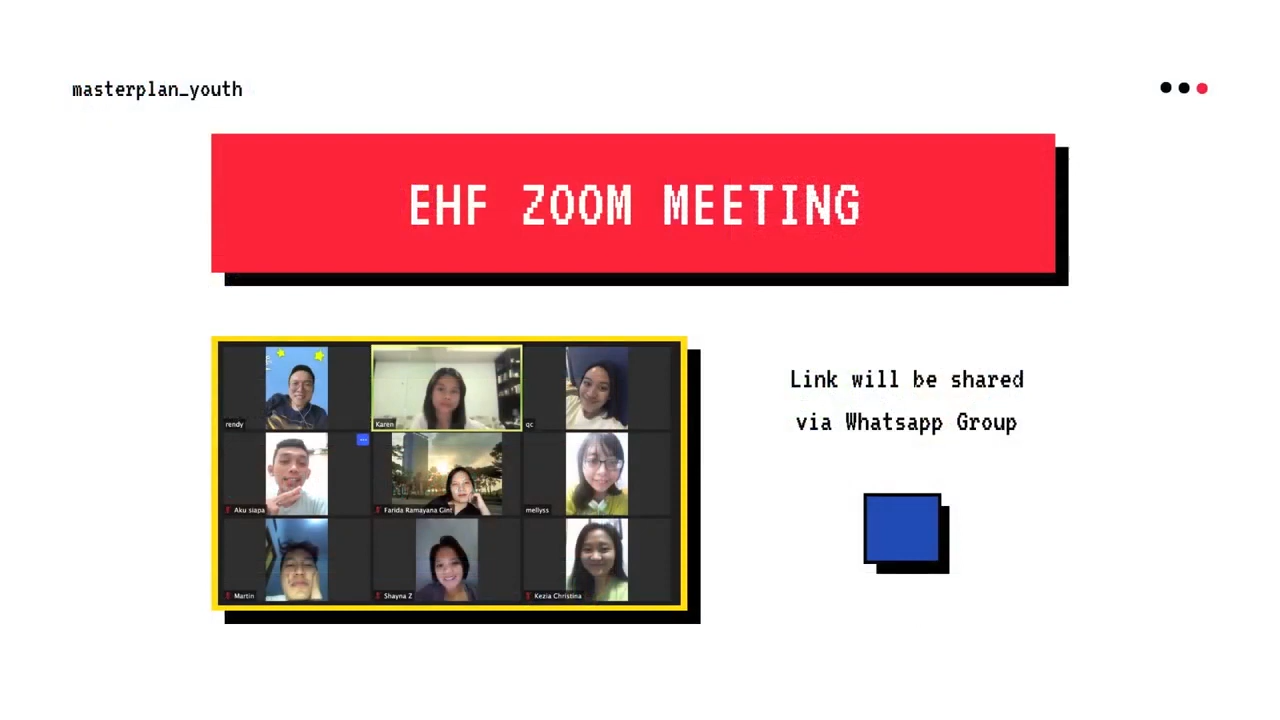 masterplan_youth
EHF ZOOM MEETING
rendy
Karen
qc
Aku siapa
Farida Ramayana Gint
mellyss
Martin
Shayna Z
Kezia Christina
Link will be shared
via Whatsapp Group